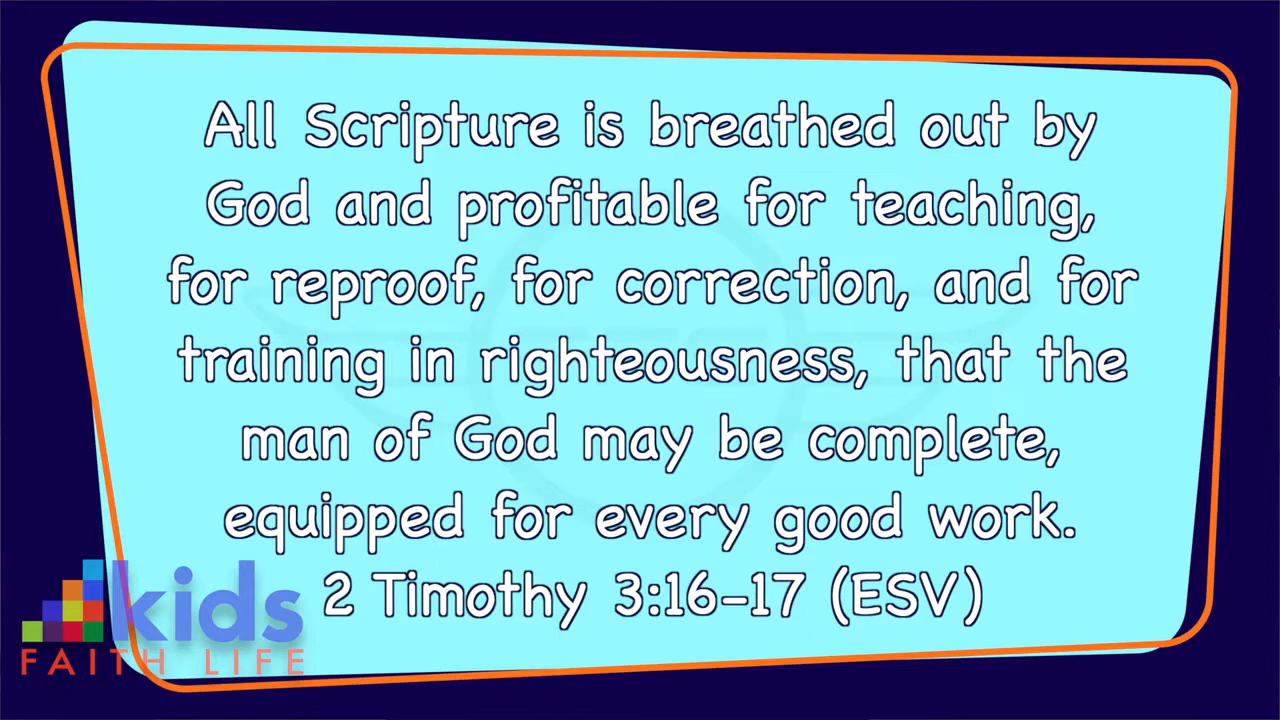 All Scripture is breathed out by
God and profitable for teaching,
for reproof, for correction, and for
training in righteousness, that the
man of God may be complete,
equipped for every good work.
2 Timothy 3:16–17 (ESV)
kids
FAITH LIFE